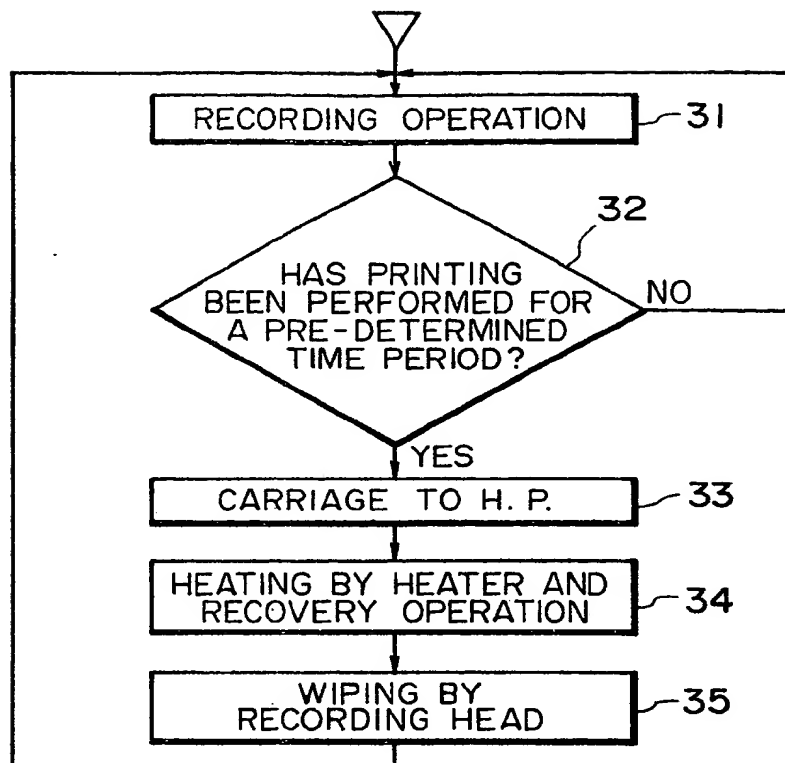 RECORDING OPERATION
31
32
HAS PRINTING
BEEN PERFORMED FOR
A PRE-DETERMINED
TIME PERIOD?
NO
YES
CARRIAGE TO H. P.
33
HEATING BY HEATER AND
RECOVERY OPERATION
34
WIPING BY
RECORDING HEAD
35